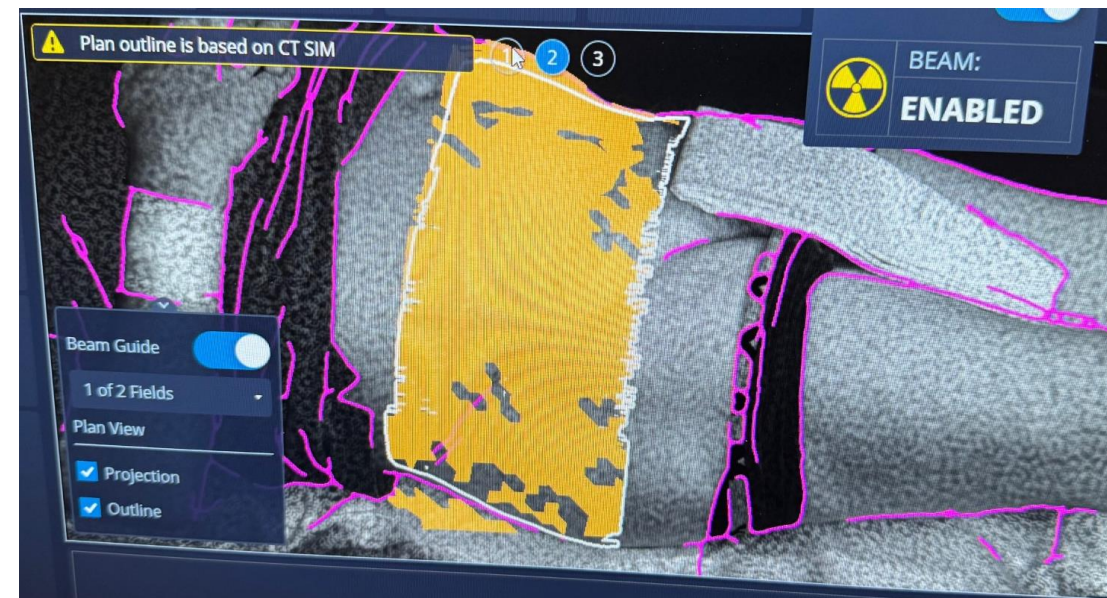 Plan outline is based on CT SIM
1 2 3
BEAM:
ENABLED
Beam Guide
1 of 2 Fields
Plan View
Projection
Outline